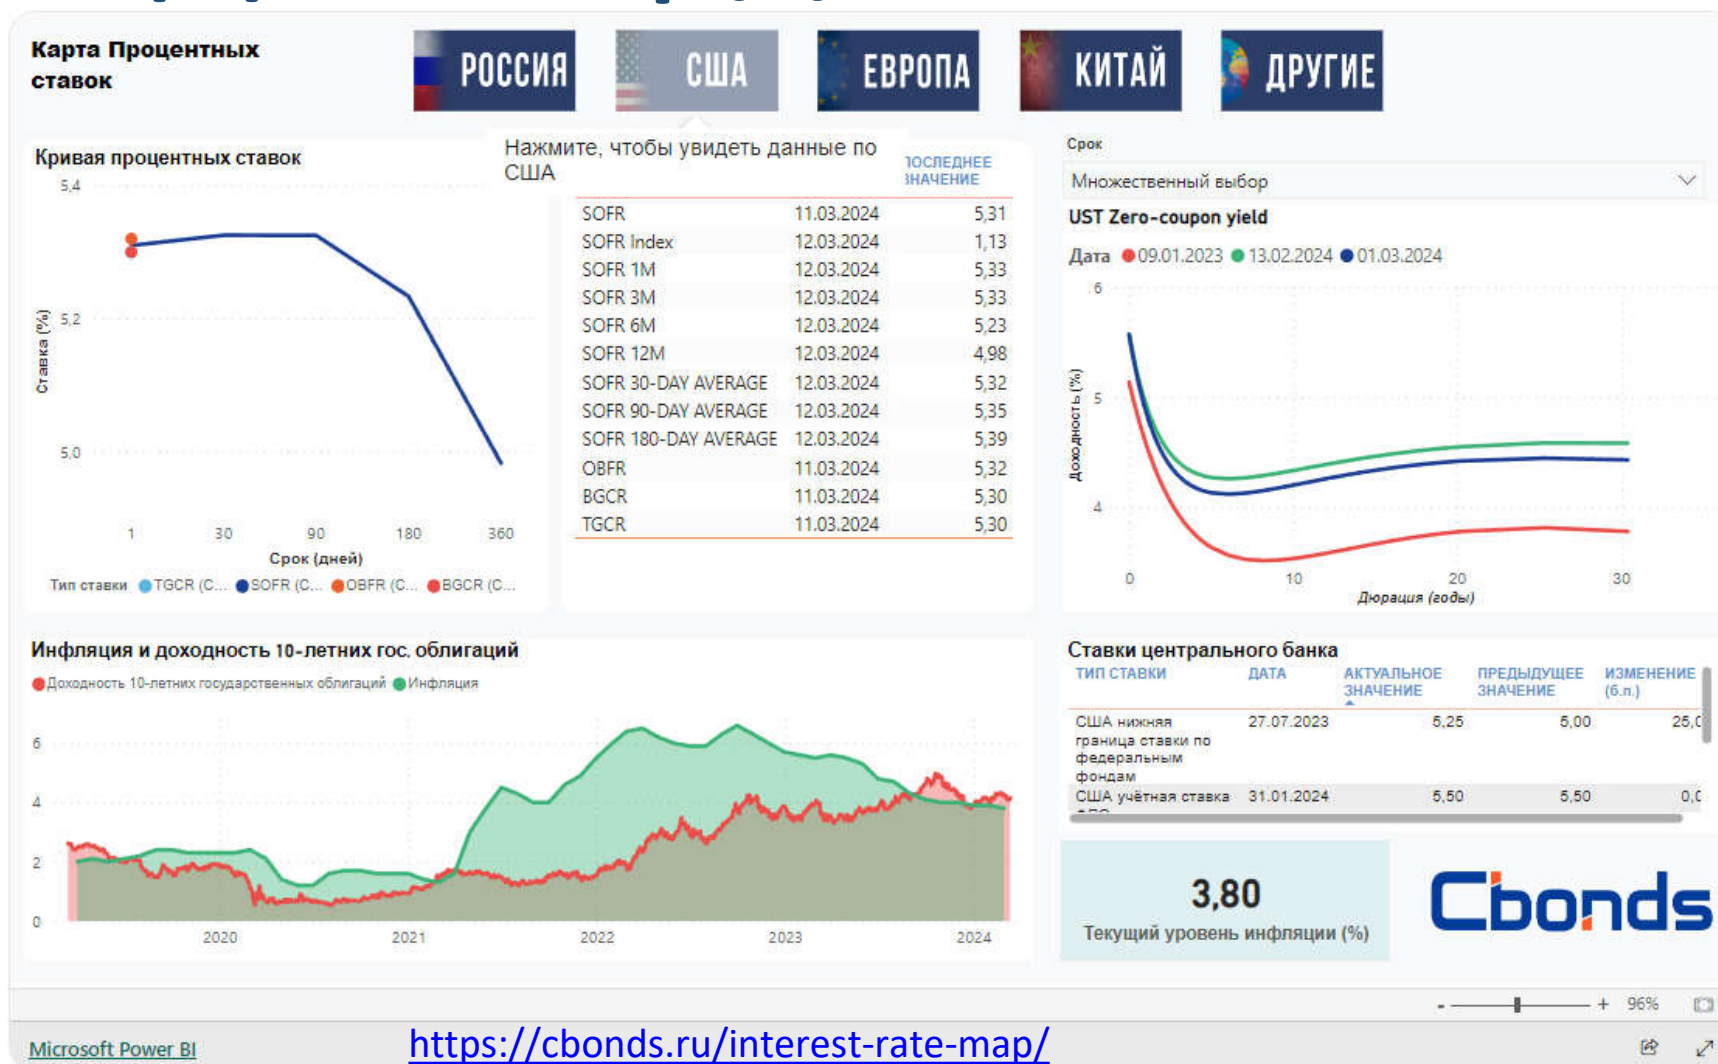 Карта Процентных
ставок
РОССИЯ
США
ЕВРОПА
КИТАЙ
ДРУГИЕ
Нажмите, чтобы увидеть данные по
США
Кривая процентных ставок
5,4
5,2
5,0
Ставка (%)
1 30 90 180 360
Срок (дней)
Тип ставки TGCR (C... SOFR (C... OBFR (C... BGCR (C...
ПОСЛЕДНЕЕ
ЗНАЧЕНИЕ
SOFR 11.03.2024 5,31
SOFR Index 12.03.2024 1,13
SOFR 1M 12.03.2024 5,33
SOFR 3M 12.03.2024 5,33
SOFR 6M 12.03.2024 5,23
SOFR 12M 12.03.2024 4,98
SOFR 30-DAY AVERAGE 12.03.2024 5,32
SOFR 90-DAY AVERAGE 12.03.2024 5,35
SOFR 180-DAY AVERAGE 12.03.2024 5,39
OBFR 11.03.2024 5,32
BGCR 11.03.2024 5,30
TGCR 11.03.2024 5,30
Срок
Множественный выбор
UST Zero-coupon yield
Дата 09.01.2023 13.02.2024 01.03.2024
6
5
4
Доходность (%)
0 10 20 30
Дюрация (годы)
Инфляция и доходность 10-летних гос. облигаций
Доходность 10-летних государственных облигаций Инфляция
6
4
2
0
2020 2021 2022 2023 2024
Ставки центрального банка
ТИП СТАВКИ ДАТА АКТУАЛЬНОЕ ПРЕДЫДУЩЕЕ ИЗМЕНЕНИЕ
ЗНАЧЕНИЕ ЗНАЧЕНИЕ (б.п.)
США нижняя 27.07.2023 5,25 5,00 25,0
граница ставки по
федеральным
фондам
США учётная ставка 31.01.2024 5,50 5,50 0,0
3,80
Текущий уровень инфляции (%)
Cbonds
- + 96%
Microsoft Power BI
https://cbonds.ru/interest-rate-map/